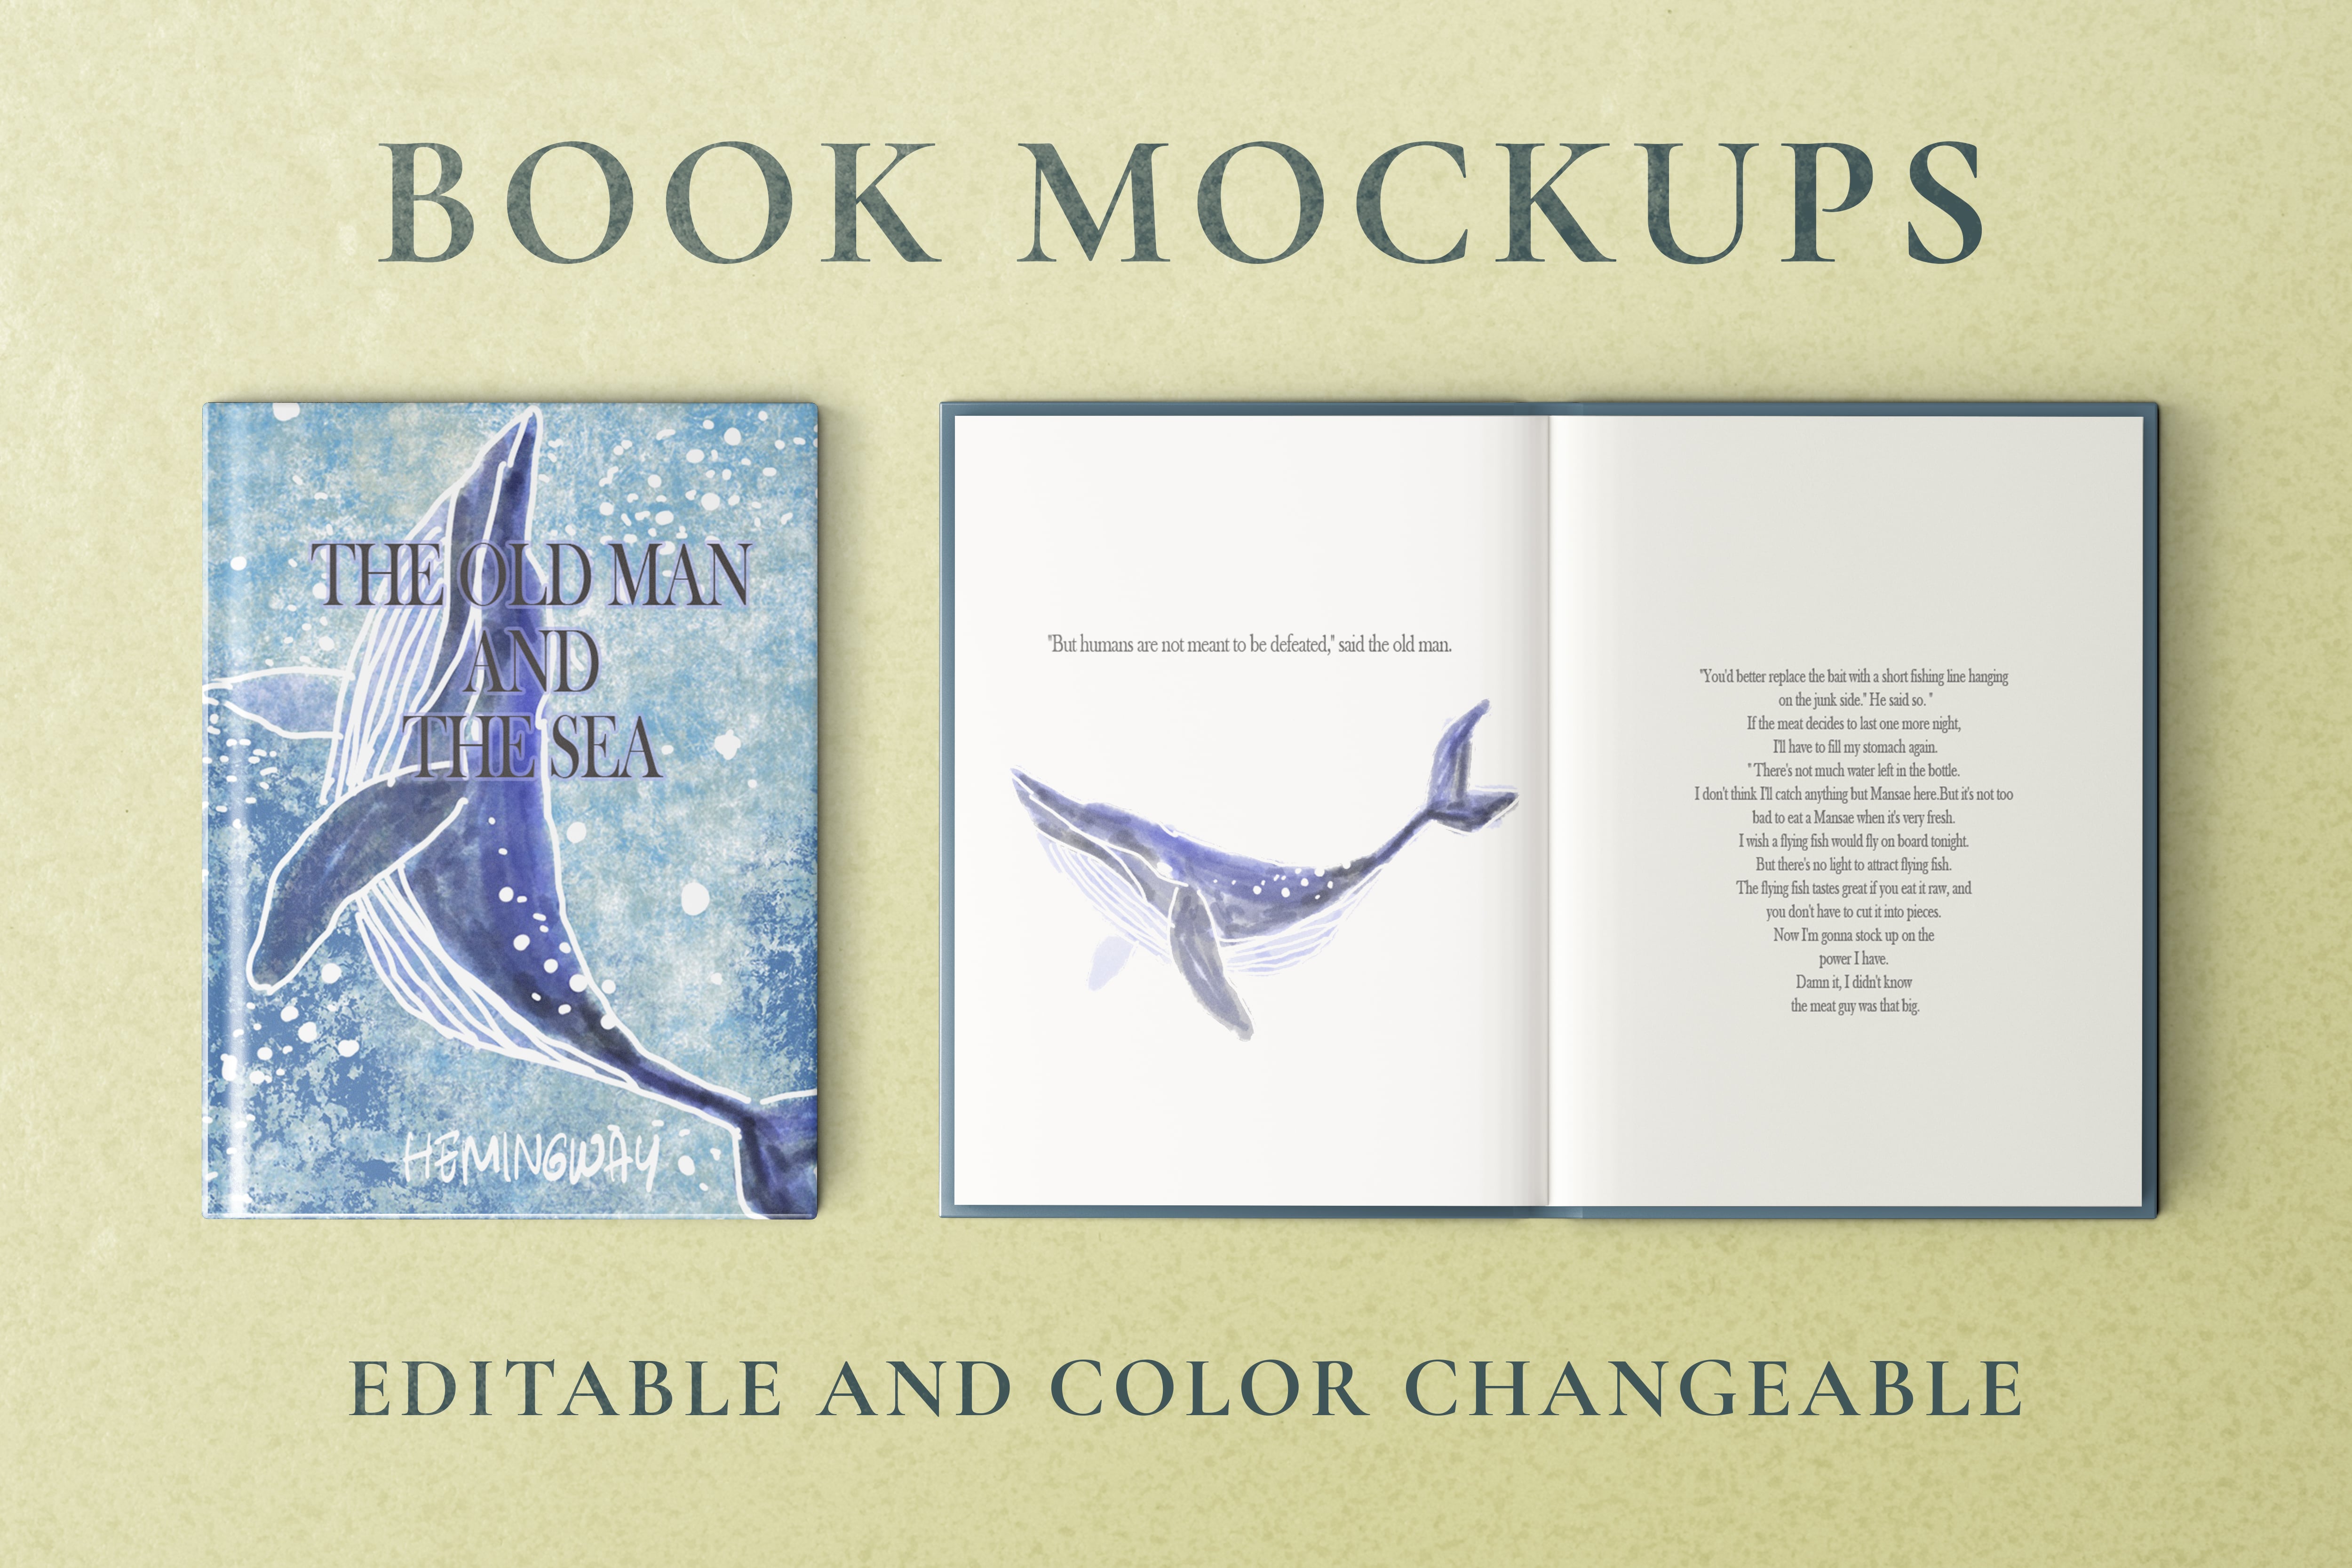 BOOK MOCKUPS
THE OLD MAN
AND
THE SEA
HEMINGWAY
"But humans are not meant to be defeated," said the old man.
"You'd better replace the bait with a short fishing line hanging
on the junk side." He said so. "
If the meat decides to last one more night,
I'll have to fill my stomach again.
" There's not much water left in the bottle.
I don't think I'll catch anything but Mansae here.But it's not too
bad to eat a Mansae when it's very fresh.
I wish a flying fish would fly on board tonight.
But there's no light to attract flying fish.
The flying fish tastes great if you eat it raw, and
you don't have to cut it into pieces.
Now I'm gonna stock up on the
power I have.
Damn it, I didn't know
the meat guy was that big.
EDITABLE AND COLOR CHANGEABLE